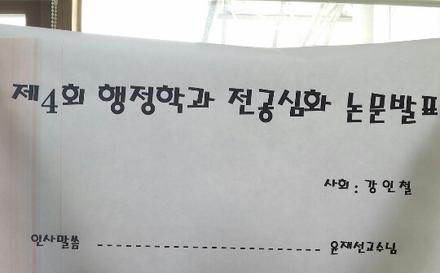 제4회 행정학과 전공심화 논문발표
사회 : 강인철
인사말씀 ------------------------------ 윤재선교수님